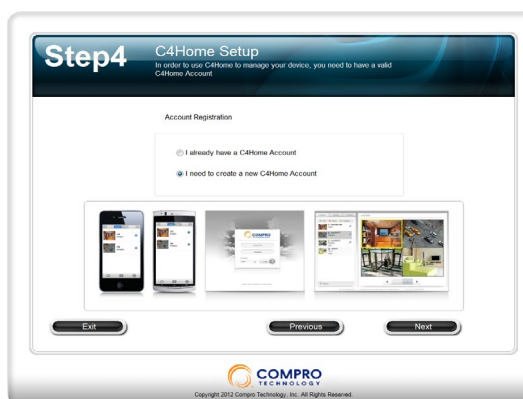 Step4
C4Home Setup
In order to use C4Home to manage your device, you need to have a valid
C4Home Account
Account Registration
I already have a C4Home Account
I need to create a new C4Home Account
COMPRO
Exit
Previous
Next
COMPRO
TECHNOLOGY
Copyright 2012 Compro Technology, Inc. All Rights Reserved.